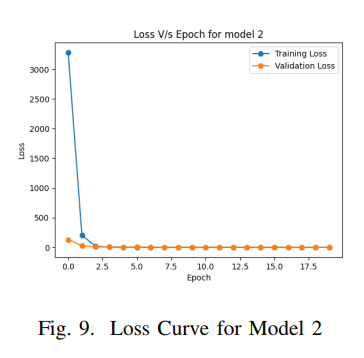 Loss V/s Epoch for model 2
Training Loss
Validation Loss
3000
2500
2000
1500
1000
500
0
Loss
0.0 2.5 5.0 7.5 10.0 12.5 15.0 17.5
Epoch
Fig. 9. Loss Curve for Model 2